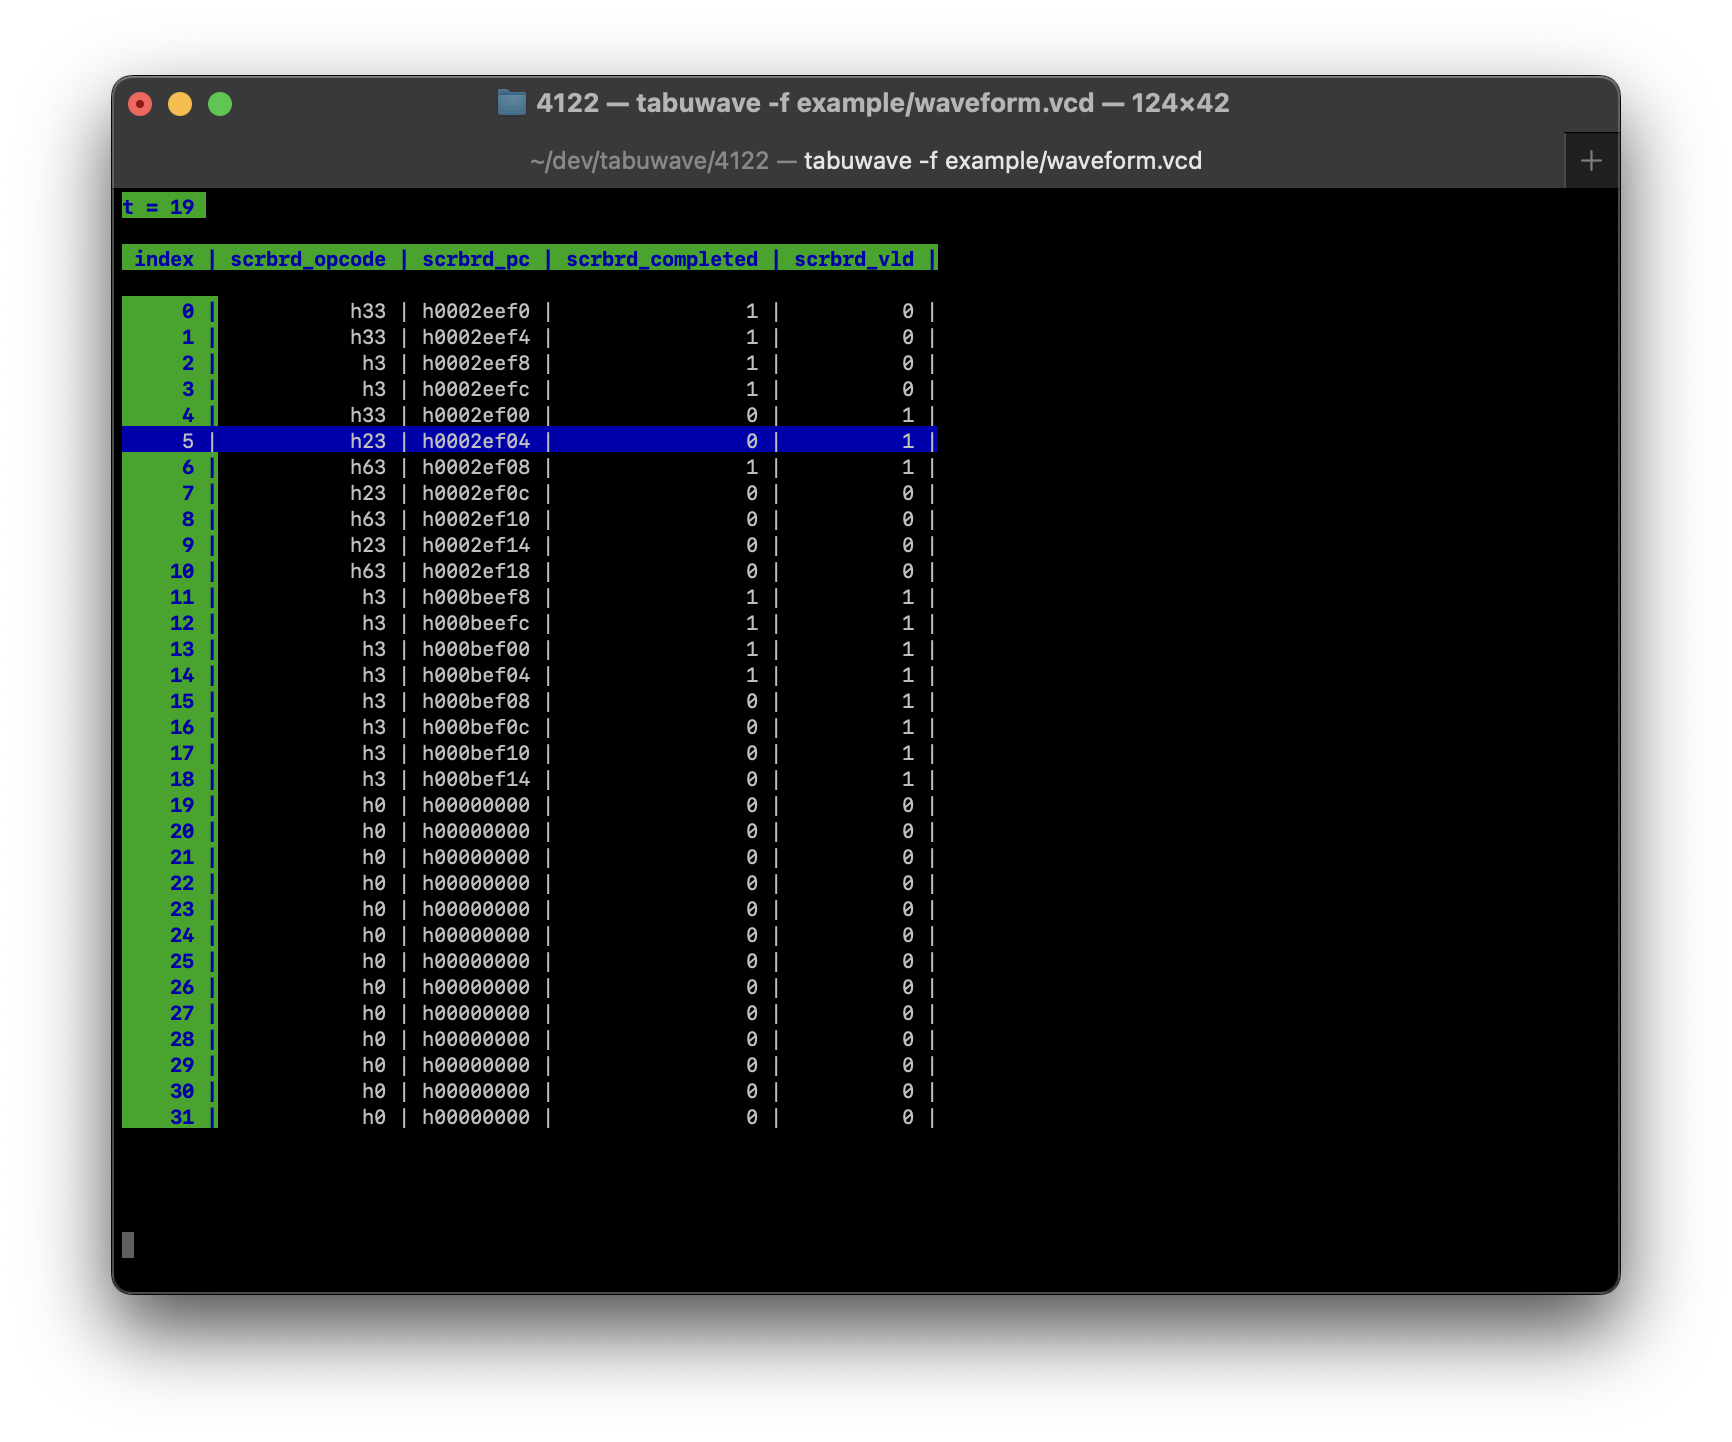 4122 — tabuwave -f example/waveform.vcd — 124×42
~/dev/tabuwave/4122 — tabuwave -f example/waveform.vcd +
t = 19
index | scrbrd_opcode | scrbrd_pc | scrbrd_completed | scrbrd_vld |
0 | h33 | h0002eef0 | 1 | 0 |
1 | h33 | h0002eef4 | 1 | 0 |
2 | h3 | h0002eef8 | 1 | 0 |
3 | h3 | h0002eefc | 1 | 0 |
4 | h33 | h0002ef00 | 0 | 1 |
5 | h23 | h0002ef04 | 0 | 1 |
6 | h63 | h0002ef08 | 1 | 1 |
7 | h23 | h0002ef0c | 0 | 0 |
8 | h63 | h0002ef10 | 0 | 0 |
9 | h23 | h0002ef14 | 0 | 0 |
10 | h63 | h0002ef18 | 0 | 0 |
11 | h3 | h000beef8 | 1 | 1 |
12 | h3 | h000beefc | 1 | 1 |
13 | h3 | h000bef00 | 1 | 1 |
14 | h3 | h000bef04 | 1 | 1 |
15 | h3 | h000bef08 | 0 | 1 |
16 | h3 | h000bef0c | 0 | 1 |
17 | h3 | h000bef10 | 0 | 1 |
18 | h3 | h000bef14 | 0 | 1 |
19 | h0 | h00000000 | 0 | 0 |
20 | h0 | h00000000 | 0 | 0 |
21 | h0 | h00000000 | 0 | 0 |
22 | h0 | h00000000 | 0 | 0 |
23 | h0 | h00000000 | 0 | 0 |
24 | h0 | h00000000 | 0 | 0 |
25 | h0 | h00000000 | 0 | 0 |
26 | h0 | h00000000 | 0 | 0 |
27 | h0 | h00000000 | 0 | 0 |
28 | h0 | h00000000 | 0 | 0 |
29 | h0 | h00000000 | 0 | 0 |
30 | h0 | h00000000 | 0 | 0 |
31 | h0 | h00000000 | 0 | 0 |